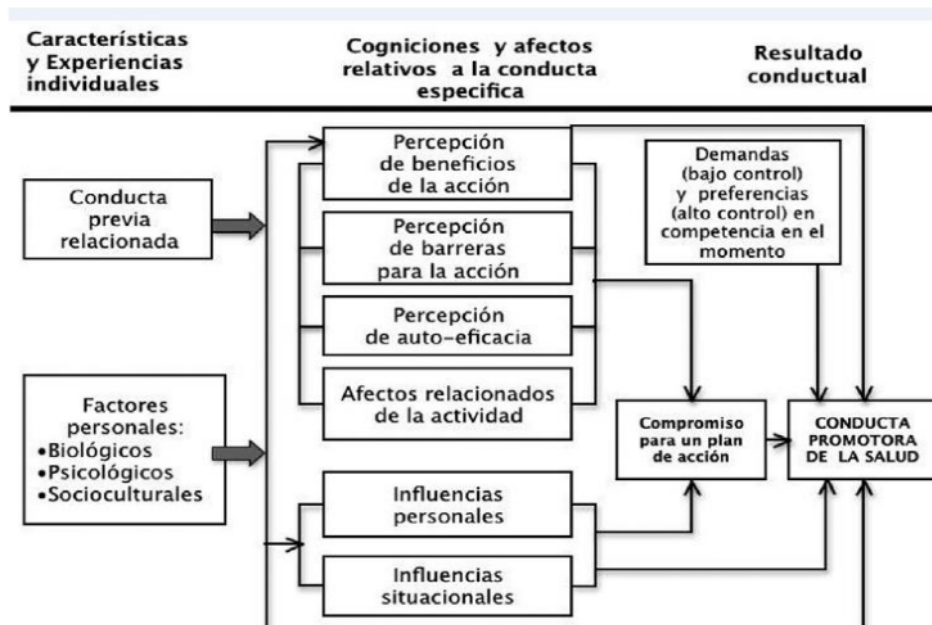 Características
y Experiencias
individuales
Cogniciones y afectos
relativos a la conducta
especifica
Resultado
conductual
Conducta
previa
relacionada
Factores
personales:
•Biológicos
•Psicológicos
•Socioculturales
Percepción
de beneficios
de la acción
Percepción
de barreras
para la acción
Percepción
de auto-eficacia
Afectos relacionados
de la actividad
Influencias
personales
Influencias
situacionales
Demandas
(bajo control)
y preferencias
(alto control) en
competencia en el
momento
Compromiso
para un plan
de acción
CONDUCTA
PROMOTORA
DE LA SALUD